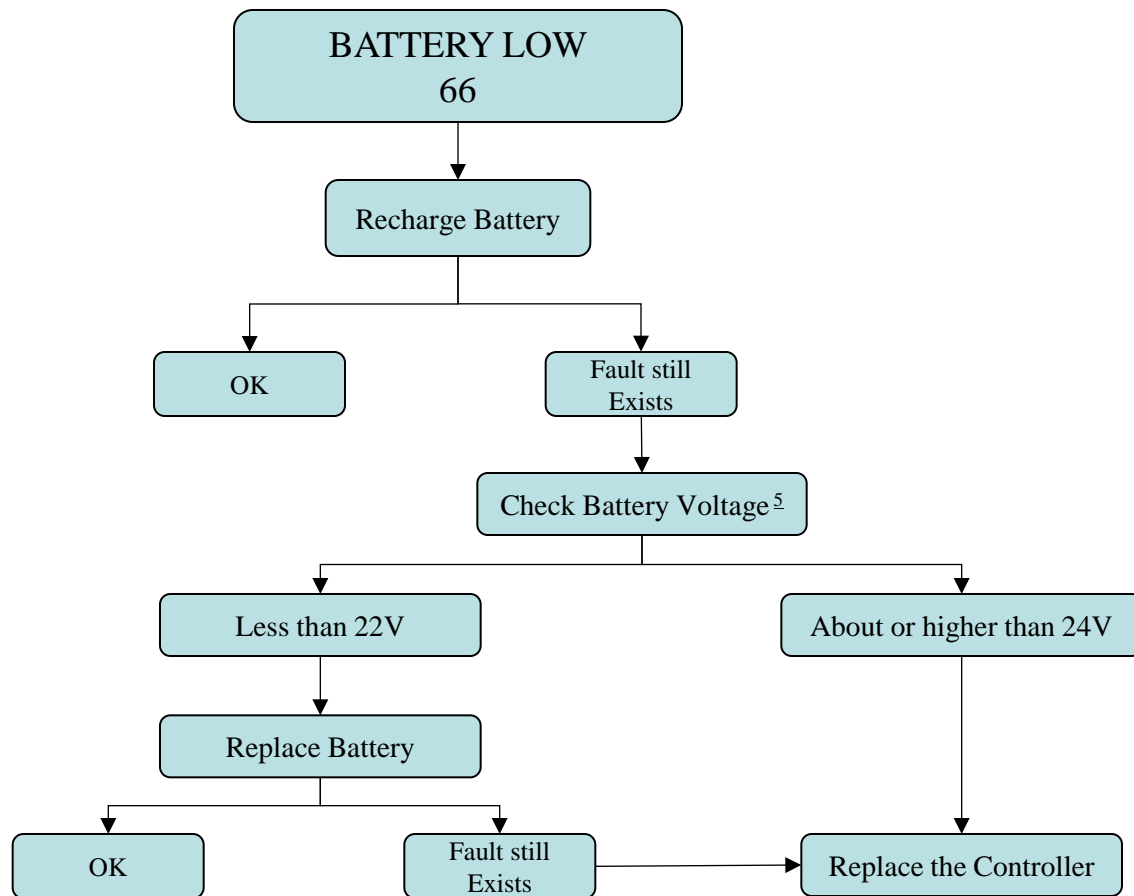 BATTERY LOW
66
Recharge Battery
OK
Fault still
Exists
Check Battery Voltage 5
Less than 22V
About or higher than 24V
Replace Battery
OK
Fault still
Exists
Replace the Controller